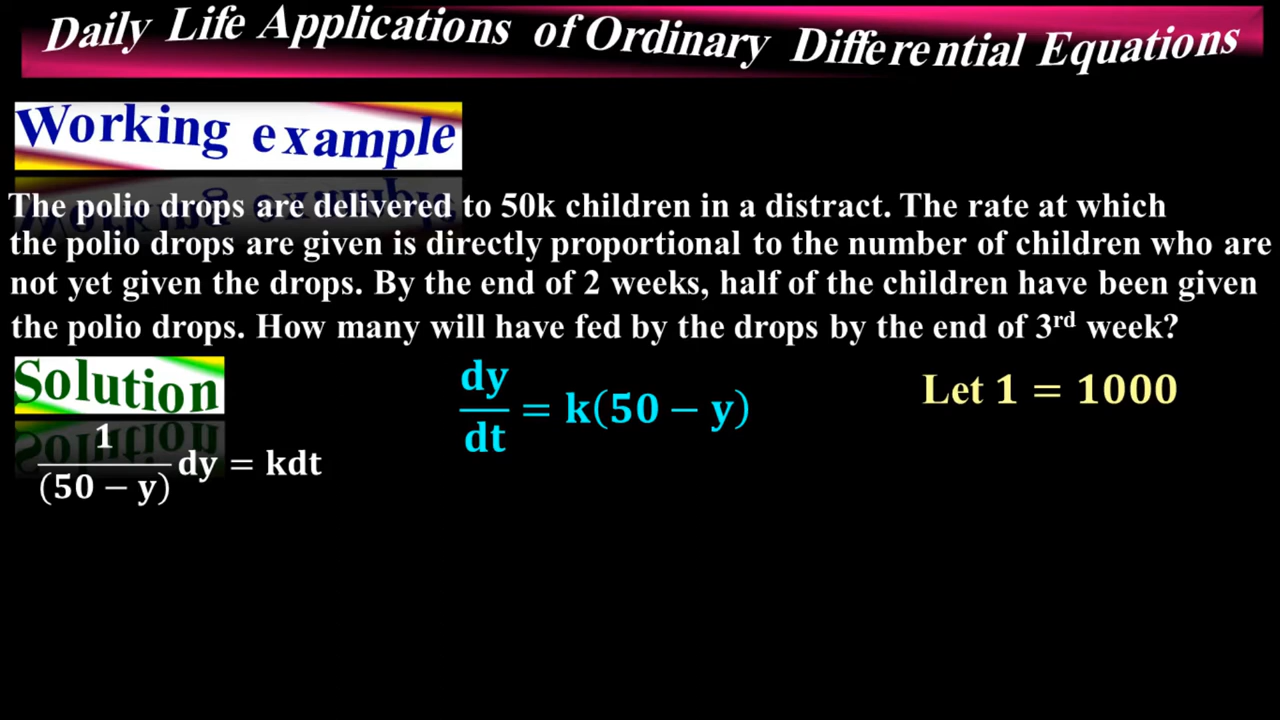 Daily Life Applications of Ordinary Differential Equations
Working example
The polio drops are delivered to 50k children in a distract. The rate at which
the polio drops are given is directly proportional to the number of children who are
not yet given the drops. By the end of 2 weeks, half of the children have been given
the polio drops. How many will have fed by the drops by the end of 3rd week?
Solution
dy/dt = k(50 − y)
Let 1 = 1000
1/(50 − y) dy = kdt